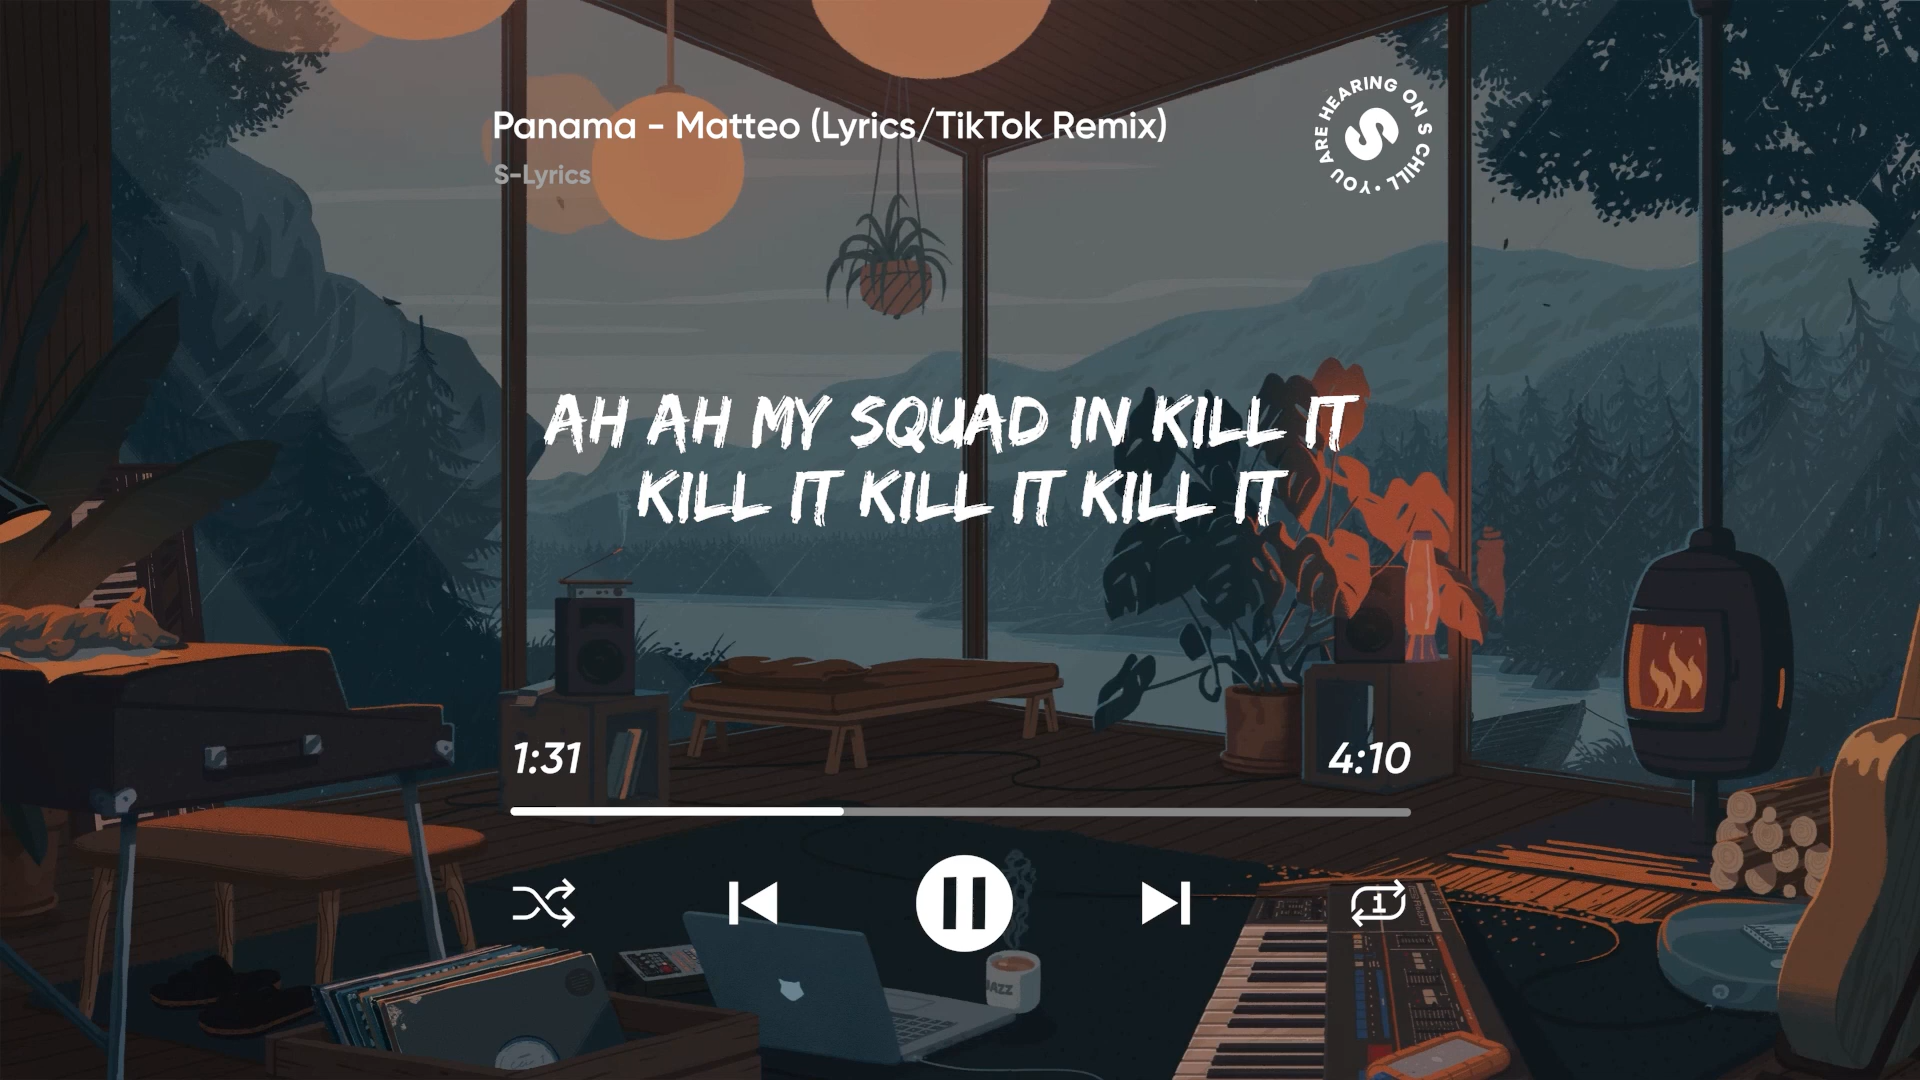 Panama - Matteo (Lyrics/TikTok Remix)
S-Lyrics
YOU ARE HEARING ON S CHILL •
S
AH AH MY SQUAD IN KILL IT
KILL IT KILL IT KILL IT
1:31
4:10
1
JAZZ